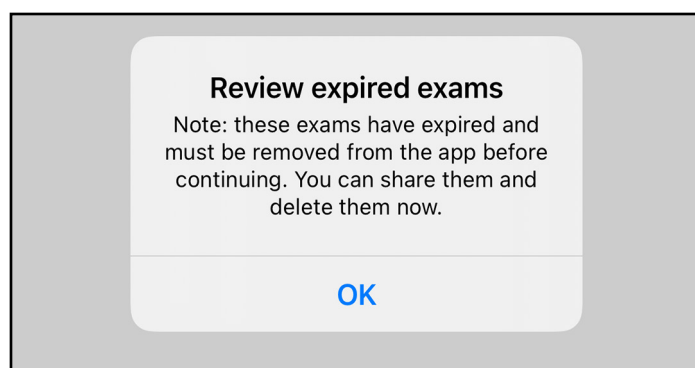 Review expired exams
Note: these exams have expired and
must be removed from the app before
continuing. You can share them and
delete them now.
OK